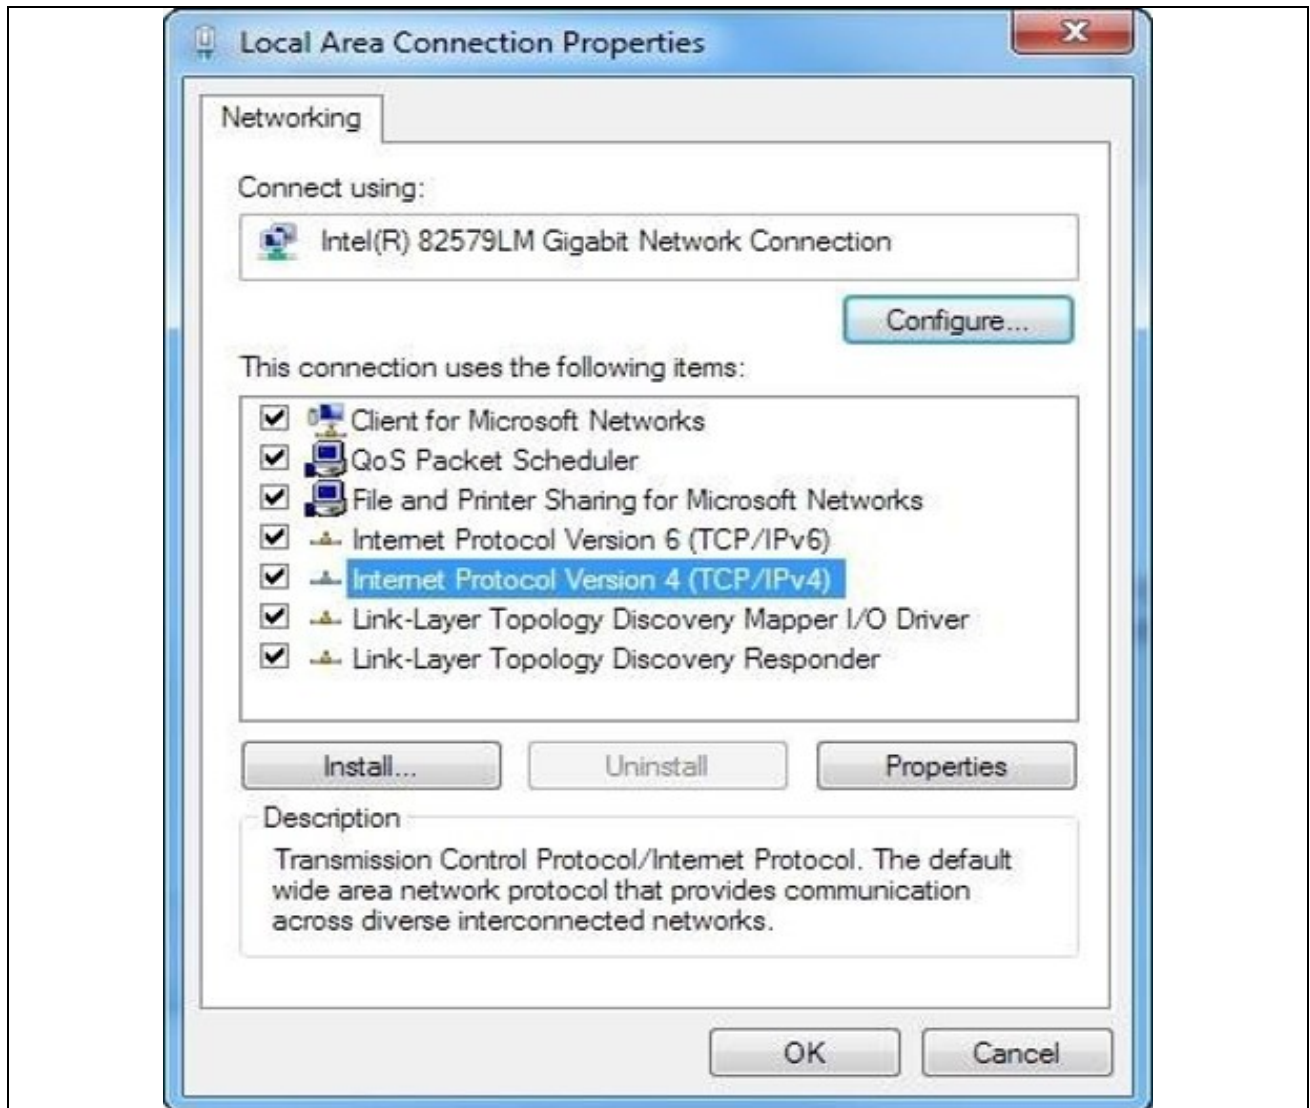 Local Area Connection Properties
Networking
Connect using:
Intel(R) 82579LM Gigabit Network Connection
Configure...
This connection uses the following items:
Client for Microsoft Networks
QoS Packet Scheduler
File and Printer Sharing for Microsoft Networks
Internet Protocol Version 6 (TCP/IPv6)
Internet Protocol Version 4 (TCP/IPv4)
Link-Layer Topology Discovery Mapper I/O Driver
Link-Layer Topology Discovery Responder
Install... Uninstall Properties
Description
Transmission Control Protocol/Internet Protocol. The default
wide area network protocol that provides communication
across diverse interconnected networks.
OK Cancel